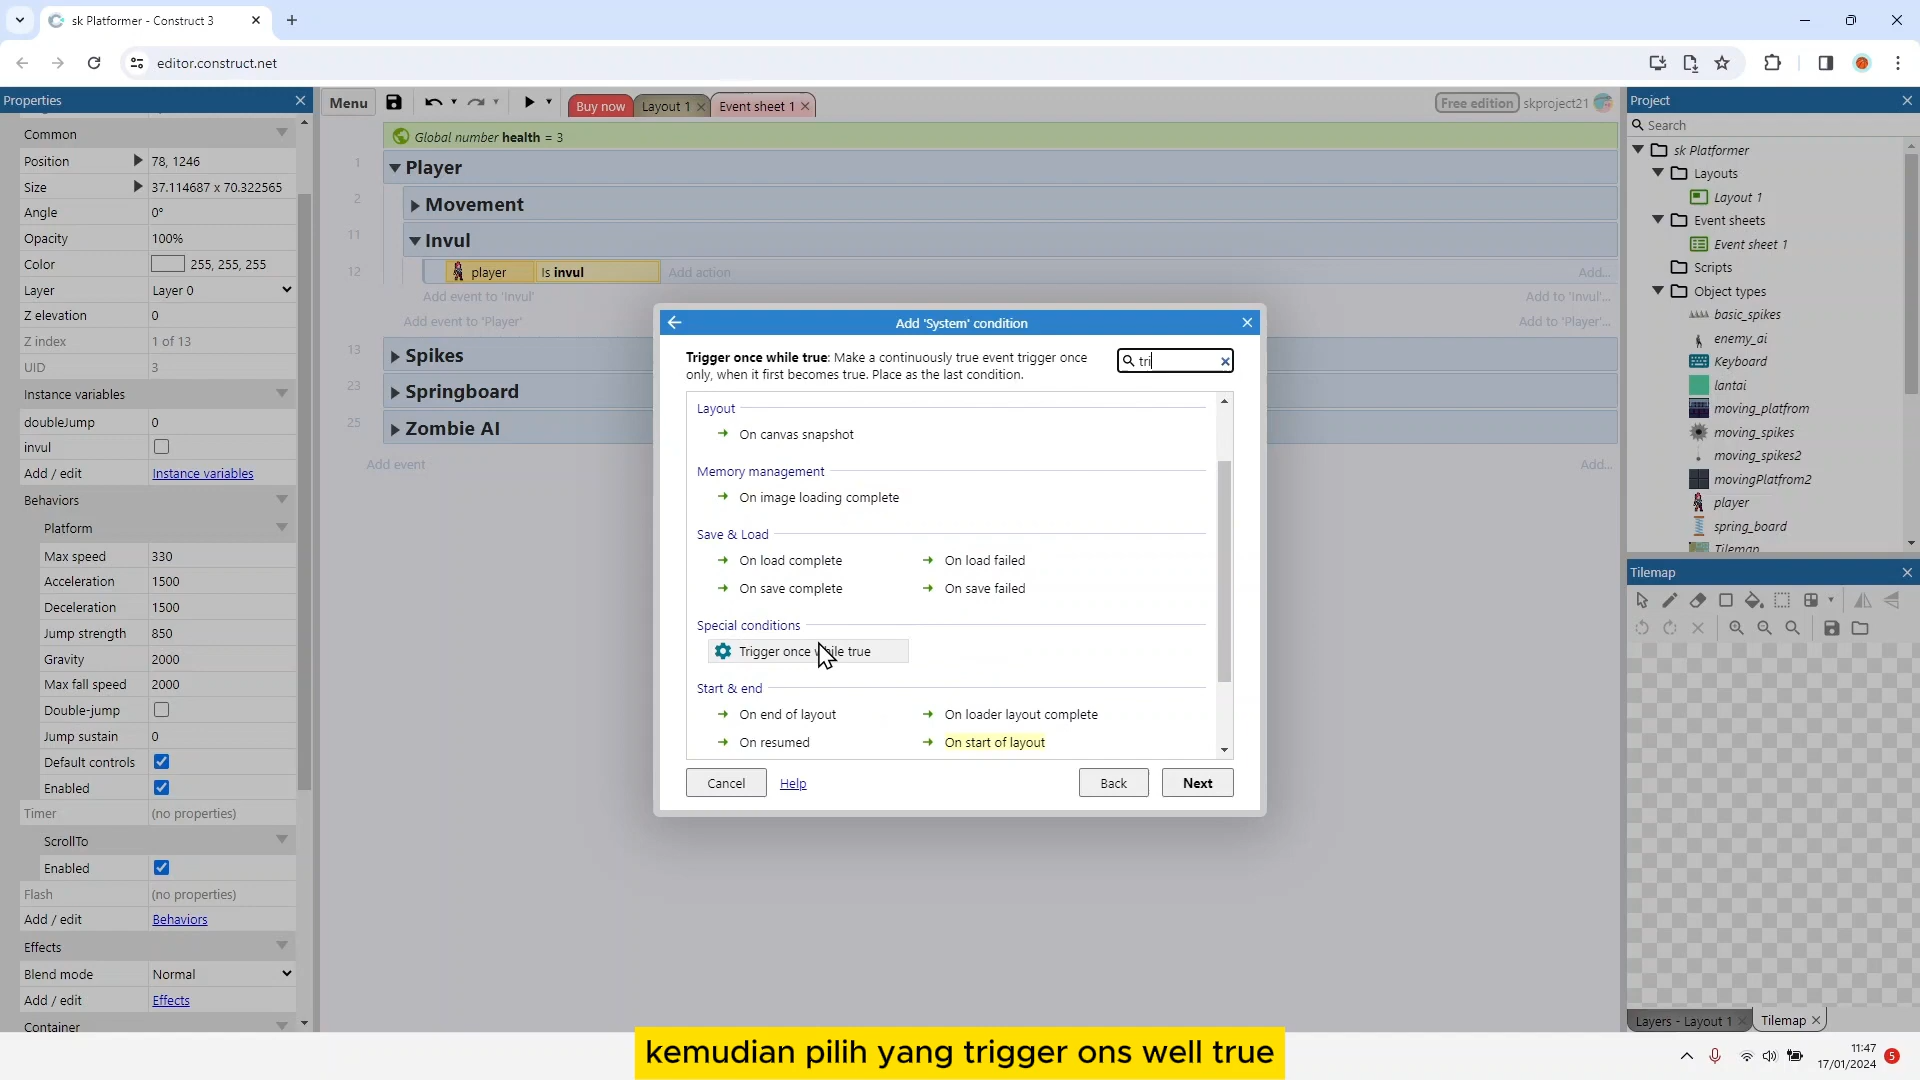 sk Platformer - Construct 3
editor.construct.net
Properties
Menu
Buy now
Layout 1
Event sheet 1
Free edition
skproject21
Project
Common
Position
78, 1246
Size
37.114687 x 70.322565
Angle
0°
Opacity
100%
Color
255, 255, 255
Layer
Layer 0
Z elevation
0
Z index
1 of 13
UID
3
Instance variables
doubleJump
0
invul
Add / edit
Instance variables
Behaviors
Platform
Max speed
330
Acceleration
1500
Deceleration
1500
Jump strength
850
Gravity
2000
Max fall speed
2000
Double-jump
Jump sustain
0
Default controls
Enabled
Timer
(no properties)
ScrollTo
Enabled
Flash
(no properties)
Add / edit
Behaviors
Effects
Blend mode
Normal
Add / edit
Effects
Container
Global number health = 3
1
Player
2
Movement
11
Invul
12
player
Is invul
Add action
Add...
Add event to 'Invul'
Add to 'Invul'...
Add event to 'Player'
Add to 'Player'...
13
Spikes
23
Springboard
25
Zombie AI
Add event
Add...
Add 'System' condition
Trigger once while true: Make a continuously true event trigger once
only, when it first becomes true. Place as the last condition.
tri
Layout
On canvas snapshot
Memory management
On image loading complete
Save & Load
On load complete
On load failed
On save complete
On save failed
Special conditions
Trigger once while true
Start & end
On end of layout
On loader layout complete
On resumed
On start of layout
Cancel
Help
Back
Next
Search
sk Platformer
Layouts
Layout 1
Event sheets
Event sheet 1
Scripts
Object types
basic_spikes
enemy_ai
Keyboard
lantai
moving_platfrom
moving_spikes
moving_spikes2
movingPlatfrom2
player
spring_board
Tilemap
Tilemap
Layers - Layout 1
Tilemap
kemudian pilih yang trigger ons well true
11:47
17/01/2024
5